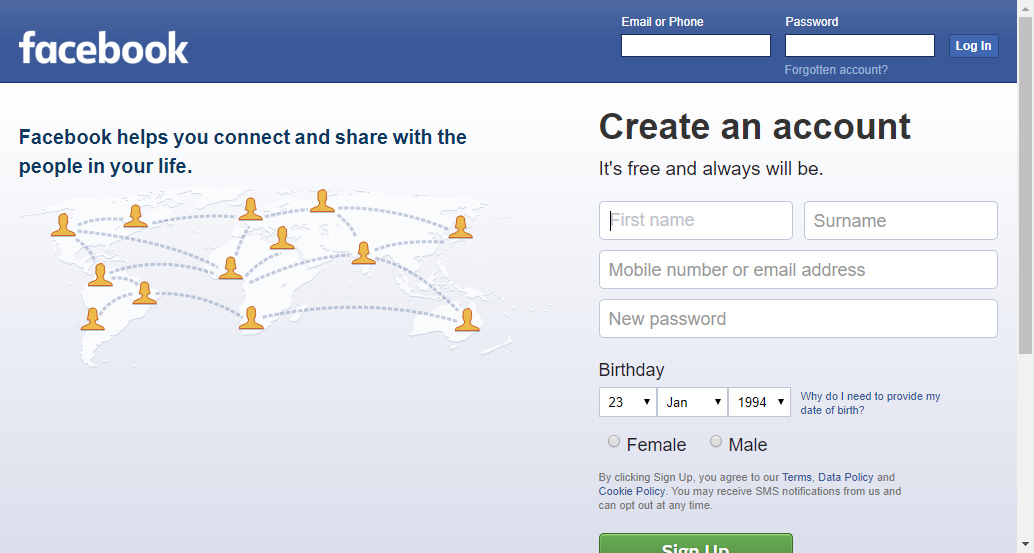 facebook
Email or Phone
Password
Log In
Forgotten account?
Facebook helps you connect and share with the
people in your life.
Create an account
It's free and always will be.
First name
Surname
Mobile number or email address
New password
Birthday
23
Jan
1994
Why do I need to provide my
date of birth?
Female
Male
By clicking Sign Up, you agree to our Terms, Data Policy and
Cookie Policy. You may receive SMS notifications from us and
can opt out at any time.
Sign Up